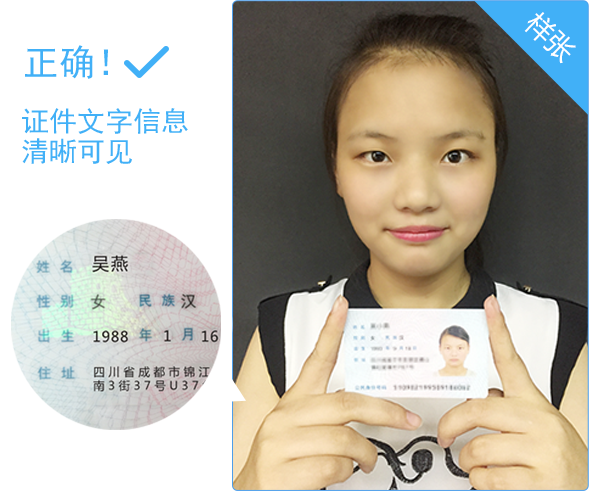 正确!
样张
证件文字信息
清晰可见
姓名 吴燕
性别 女 民族 汉
出生 1988 年 1 月 16
住址 四川省成都市锦江
南3街37号U37